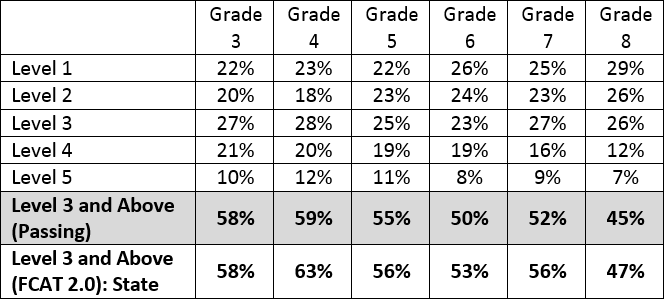 Grade 3 Grade 4 Grade 5 Grade 6 Grade 7 Grade 8
Level 1 22% 23% 22% 26% 25% 29%
Level 2 20% 18% 23% 24% 23% 26%
Level 3 27% 28% 25% 23% 27% 26%
Level 4 21% 20% 19% 19% 16% 12%
Level 5 10% 12% 11% 8% 9% 7%
Level 3 and Above
(Passing) 58% 59% 55% 50% 52% 45%
Level 3 and Above
(FCAT 2.0): State 58% 63% 56% 53% 56% 47%